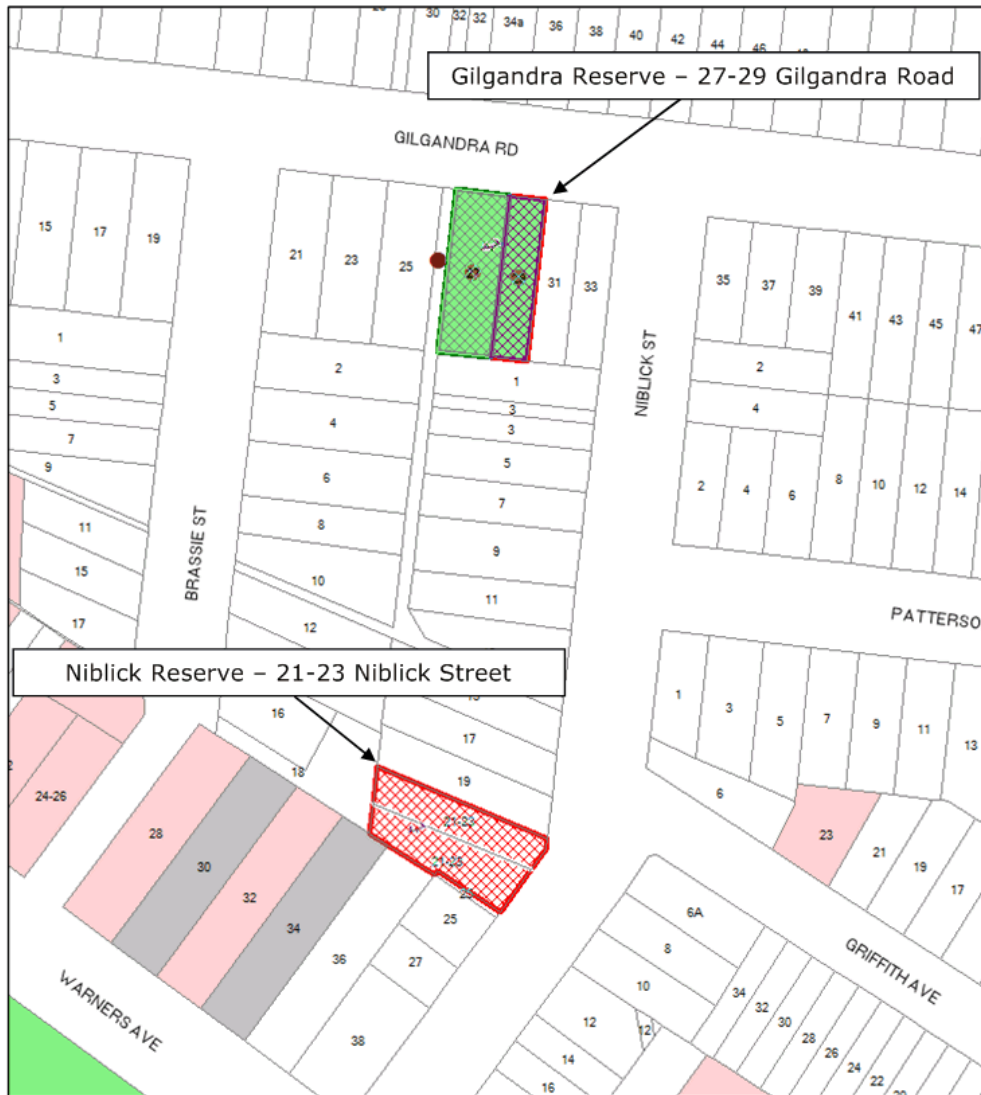 30 32 32 34a 36 38 40 42 44 46
Gilgandra Reserve – 27-29 Gilgandra Road
GILGANDRA RD
15 17 19
21 23 25
31 33
35 37 39 41 43 45 47
1
3
5
7
9
11
15
17
2
4
6
8
10
12
1
3
3
5
7
9
11
NIBLICK ST
BRASSIE ST
2
4
2 4 6 8 10 12 14
PATTERSO
Niblick Reserve – 21-23 Niblick Street
16
18
17
19
21-23
24-26
28
30
32
34
36
38
25
27
WARNERS AVE
1 3 5 7 9 11 13
6
23 21 19 17
GRIFFITH AVE
6A
8
10
12
12
14
16
34 32 30 28 26 24 22